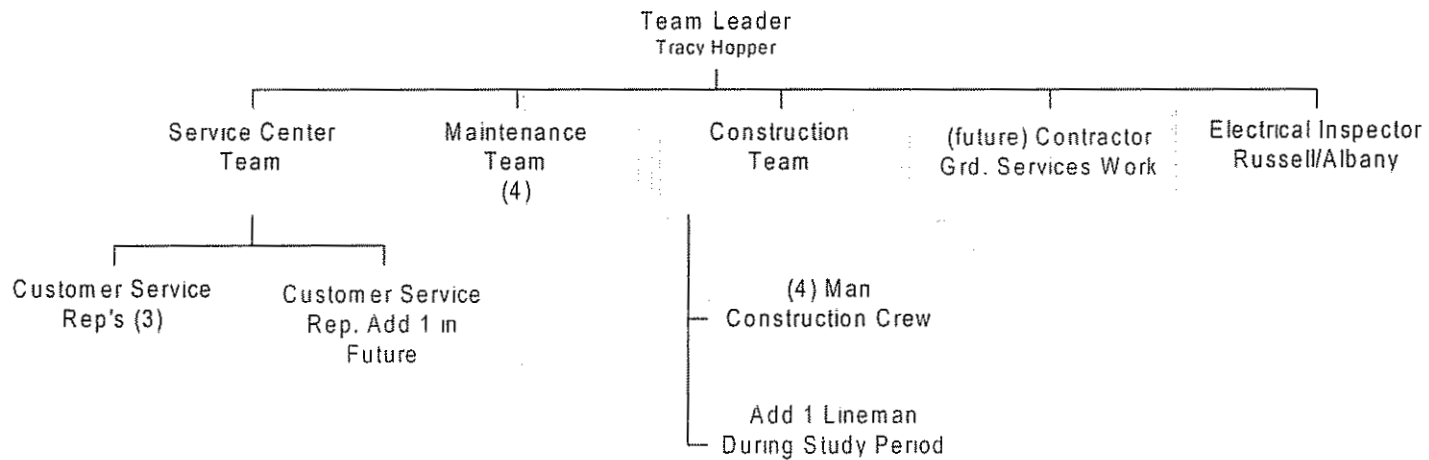 Team Leader
Tracy Hopper
Service Center
Team
Maintenance
Team
(4)
Construction
Team
(future) Contractor
Grd. Services Work
Electrical Inspector
Russell/Albany
Customer Service
Rep's (3)
Customer Service
Rep. Add 1 in
Future
(4) Man
Construction Crew
Add 1 Lineman
During Study Period